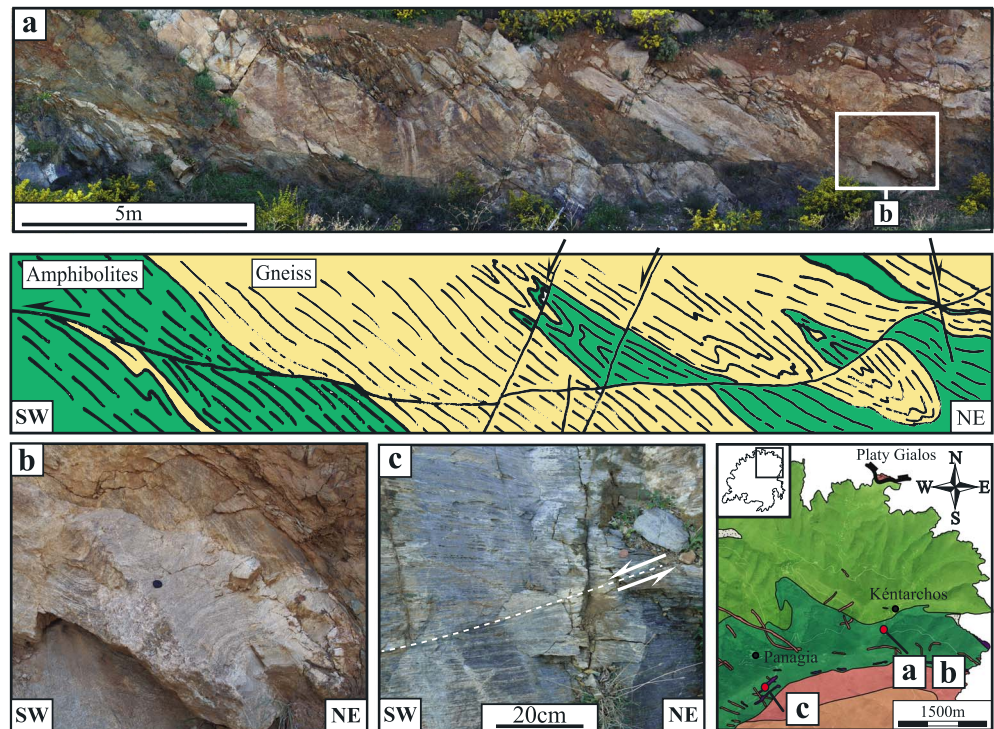 a
5m
b
Amphibolites
Gneiss
SW
NE
b
SW
NE
c
SW
20cm
NE
Platy Gialos
N
W
E
S
Kéntarchos
Panagia
a
b
c
1500m